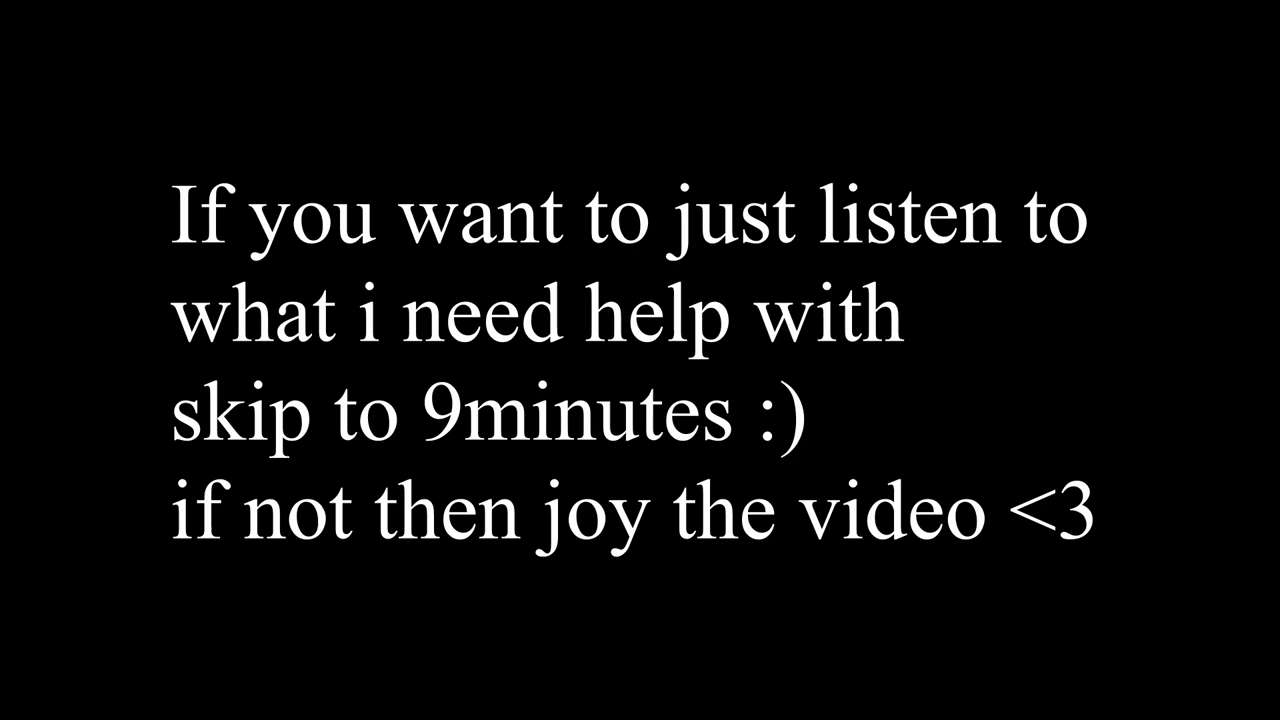 If you want to just listen to
what i need help with
skip to 9minutes :)
if not then joy the video <3